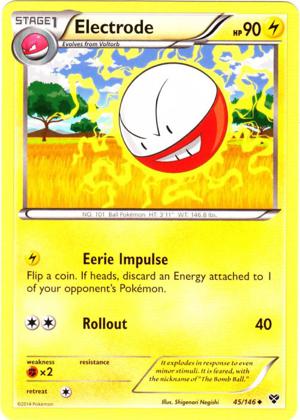 STAGE1 Electrode HP 90
Evolves from Voltorb
NO. 101 Ball Pokémon HT: 3'11" WT: 146.8 lbs.
Eerie Impulse
Flip a coin. If heads, discard an Energy attached to 1
of your opponent's Pokémon.
Rollout 40
weakness resistance
×2
retreat
It explodes in response to even
minor stimuli. It is feared, with the
nickname of "The Bomb Ball."
©2014 Pokémon Illus. Shigenori Negishi 45/146